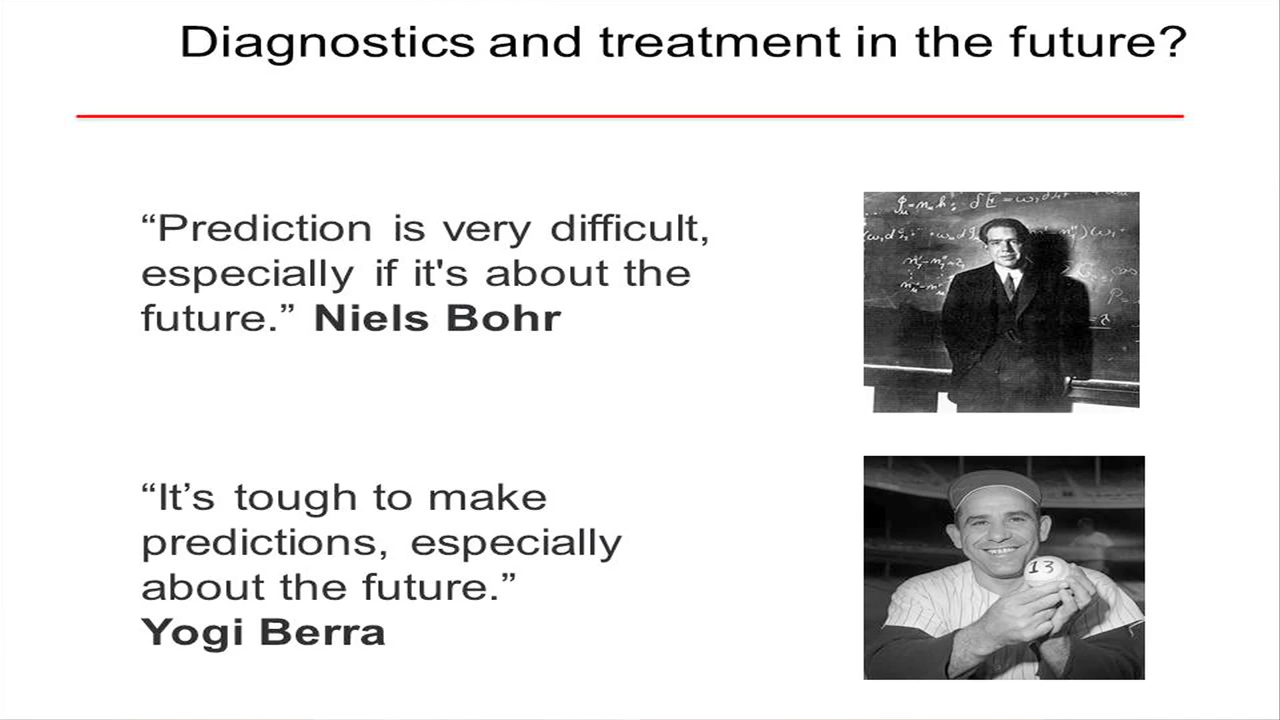 Diagnostics and treatment in the future?
“Prediction is very difficult,
especially if it's about the
future.” Niels Bohr
“It’s tough to make
predictions, especially
about the future.”
Yogi Berra
13